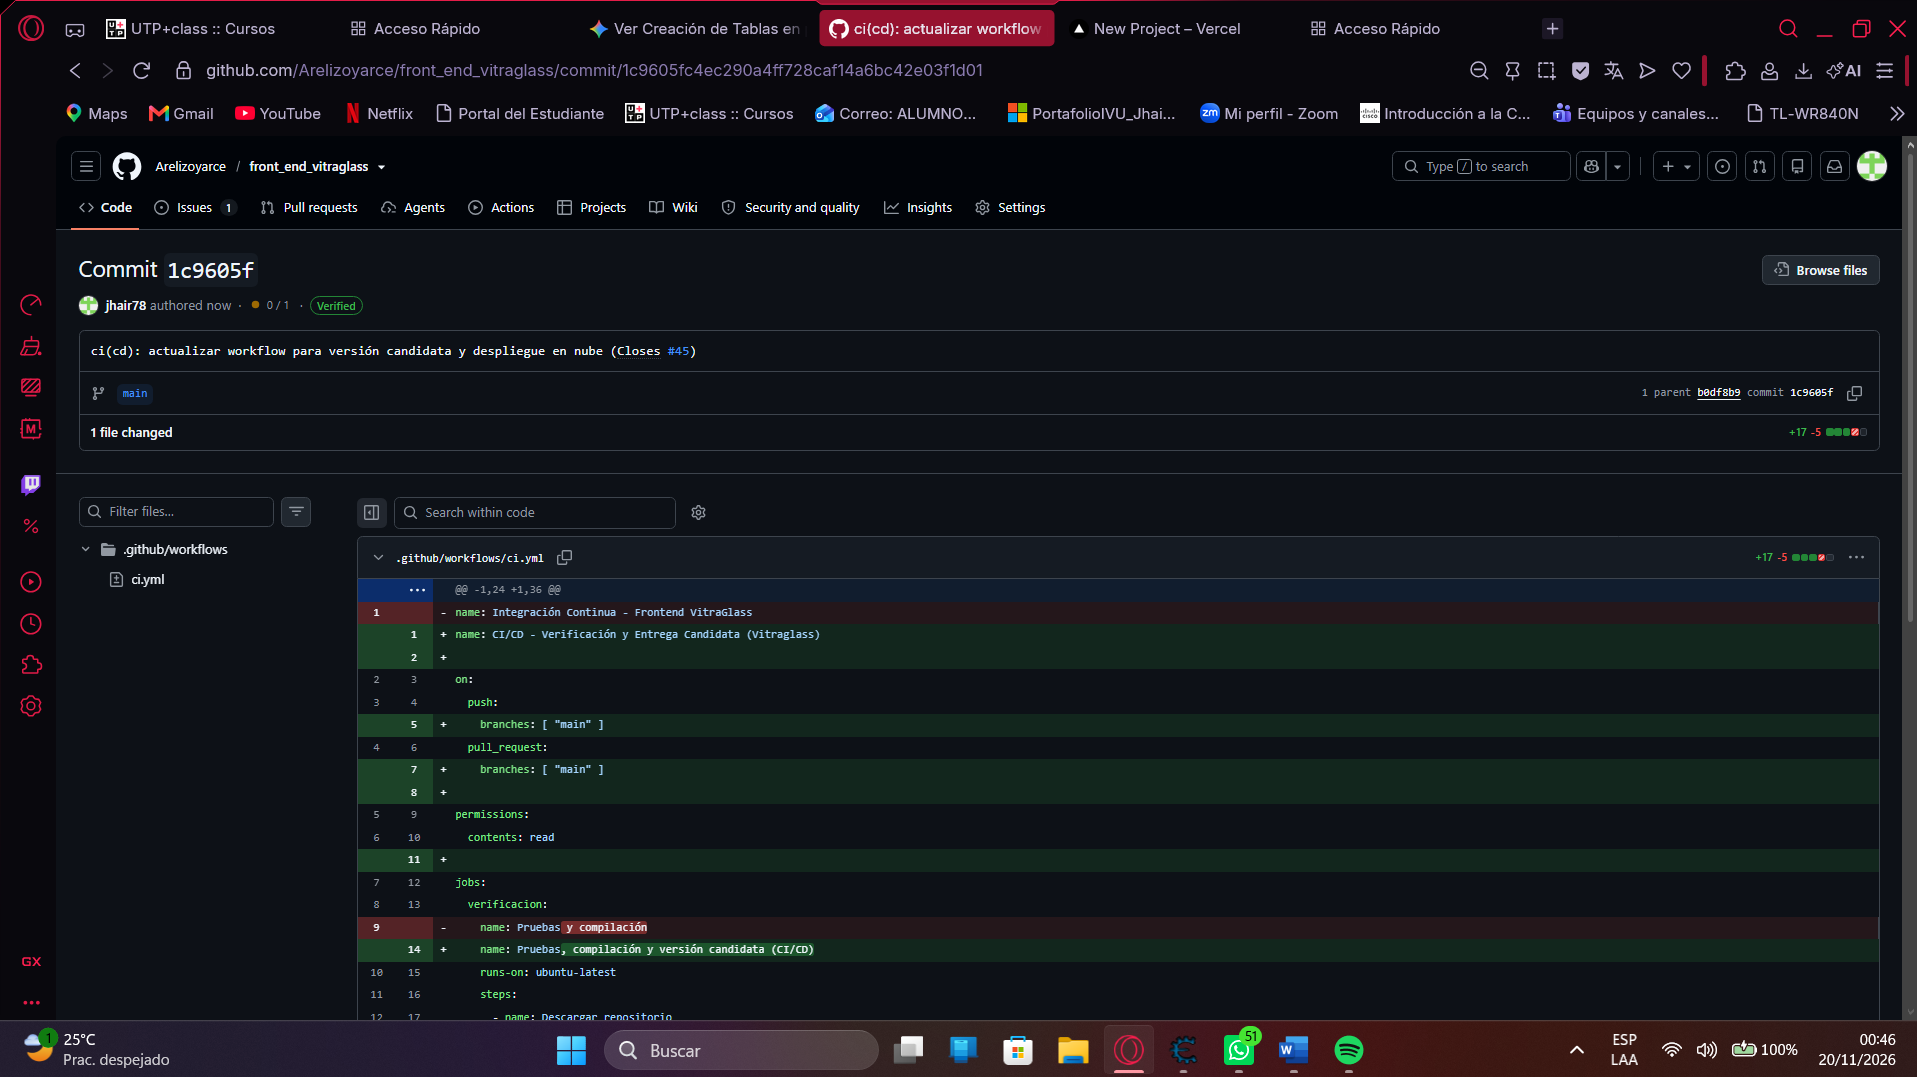 UTP+class :: Cursos
Acceso Rápido
Ver Creación de Tablas en
ci(cd): actualizar workflow
New Project – Vercel
Acceso Rápido
github.com/Arelizoyarce/front_end_vitraglass/commit/1c9605fc4ec290a4ff728caf14a6bc42e03f1d01
AI
Maps
Gmail
YouTube
Netflix
Portal del Estudiante
UTP+class :: Cursos
Correo: ALUMNO...
PortafolioIVU_Jhai...
Mi perfil - Zoom
Introducción a la C...
Equipos y canales...
TL-WR840N
Arelizoyarce / front_end_vitraglass
Type / to search
Code
Issues 1
Pull requests
Agents
Actions
Projects
Wiki
Security and quality
Insights
Settings
Commit 1c9605f
Browse files
jhair78 authored now · 0 / 1 · Verified
ci(cd): actualizar workflow para versión candidata y despliegue en nube (Closes #45)
main
1 parent b0df8b9 commit 1c9605f
1 file changed
+17 -5
Filter files...
Search within code
.github/workflows
ci.yml
.github/workflows/ci.yml
+17 -5
@@ -1,24 +1,36 @@
1 - name: Integración Continua - Frontend VitraGlass
1 + name: CI/CD - Verificación y Entrega Candidata (Vitraglass)
2 +
2 3 on:
3 4 push:
5 + branches: [ "main" ]
4 6 pull_request:
7 + branches: [ "main" ]
8 +
5 9 permissions:
6 10 contents: read
11 +
7 12 jobs:
8 13 verificacion:
9 - name: Pruebas y compilación
14 + name: Pruebas, compilación y versión candidata (CI/CD)
10 15 runs-on: ubuntu-latest
11 16 steps:
12 17 - name: Descargar repositorio
GX
1
25°C
Prac. despejado
Buscar
51
ESP
LAA
100%
00:46
20/11/2026